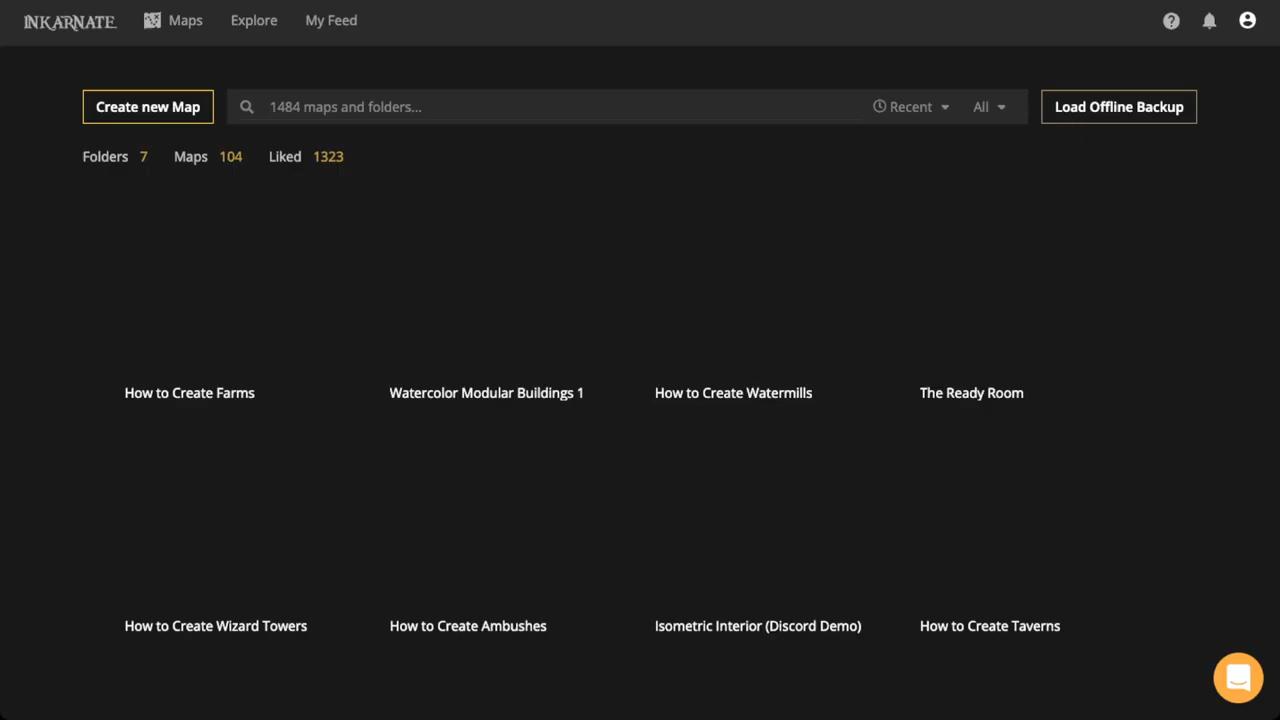 INKARNATE Maps Explore My Feed
Create new Map 1484 maps and folders... Recent All Load Offline Backup
Folders 7 Maps 104 Liked 1323
How to Create Farms Watercolor Modular Buildings 1 How to Create Watermills The Ready Room
How to Create Wizard Towers How to Create Ambushes Isometric Interior (Discord Demo) How to Create Taverns